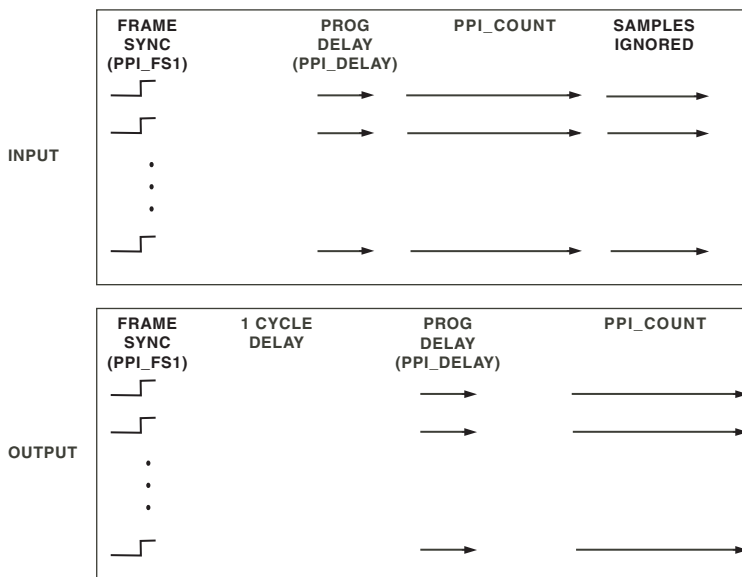 FRAME
SYNC
(PPI_FS1)
PROG
DELAY
(PPI_DELAY)
PPI_COUNT
SAMPLES
IGNORED
INPUT
FRAME
SYNC
(PPI_FS1)
1 CYCLE
DELAY
PROG
DELAY
(PPI_DELAY)
PPI_COUNT
OUTPUT